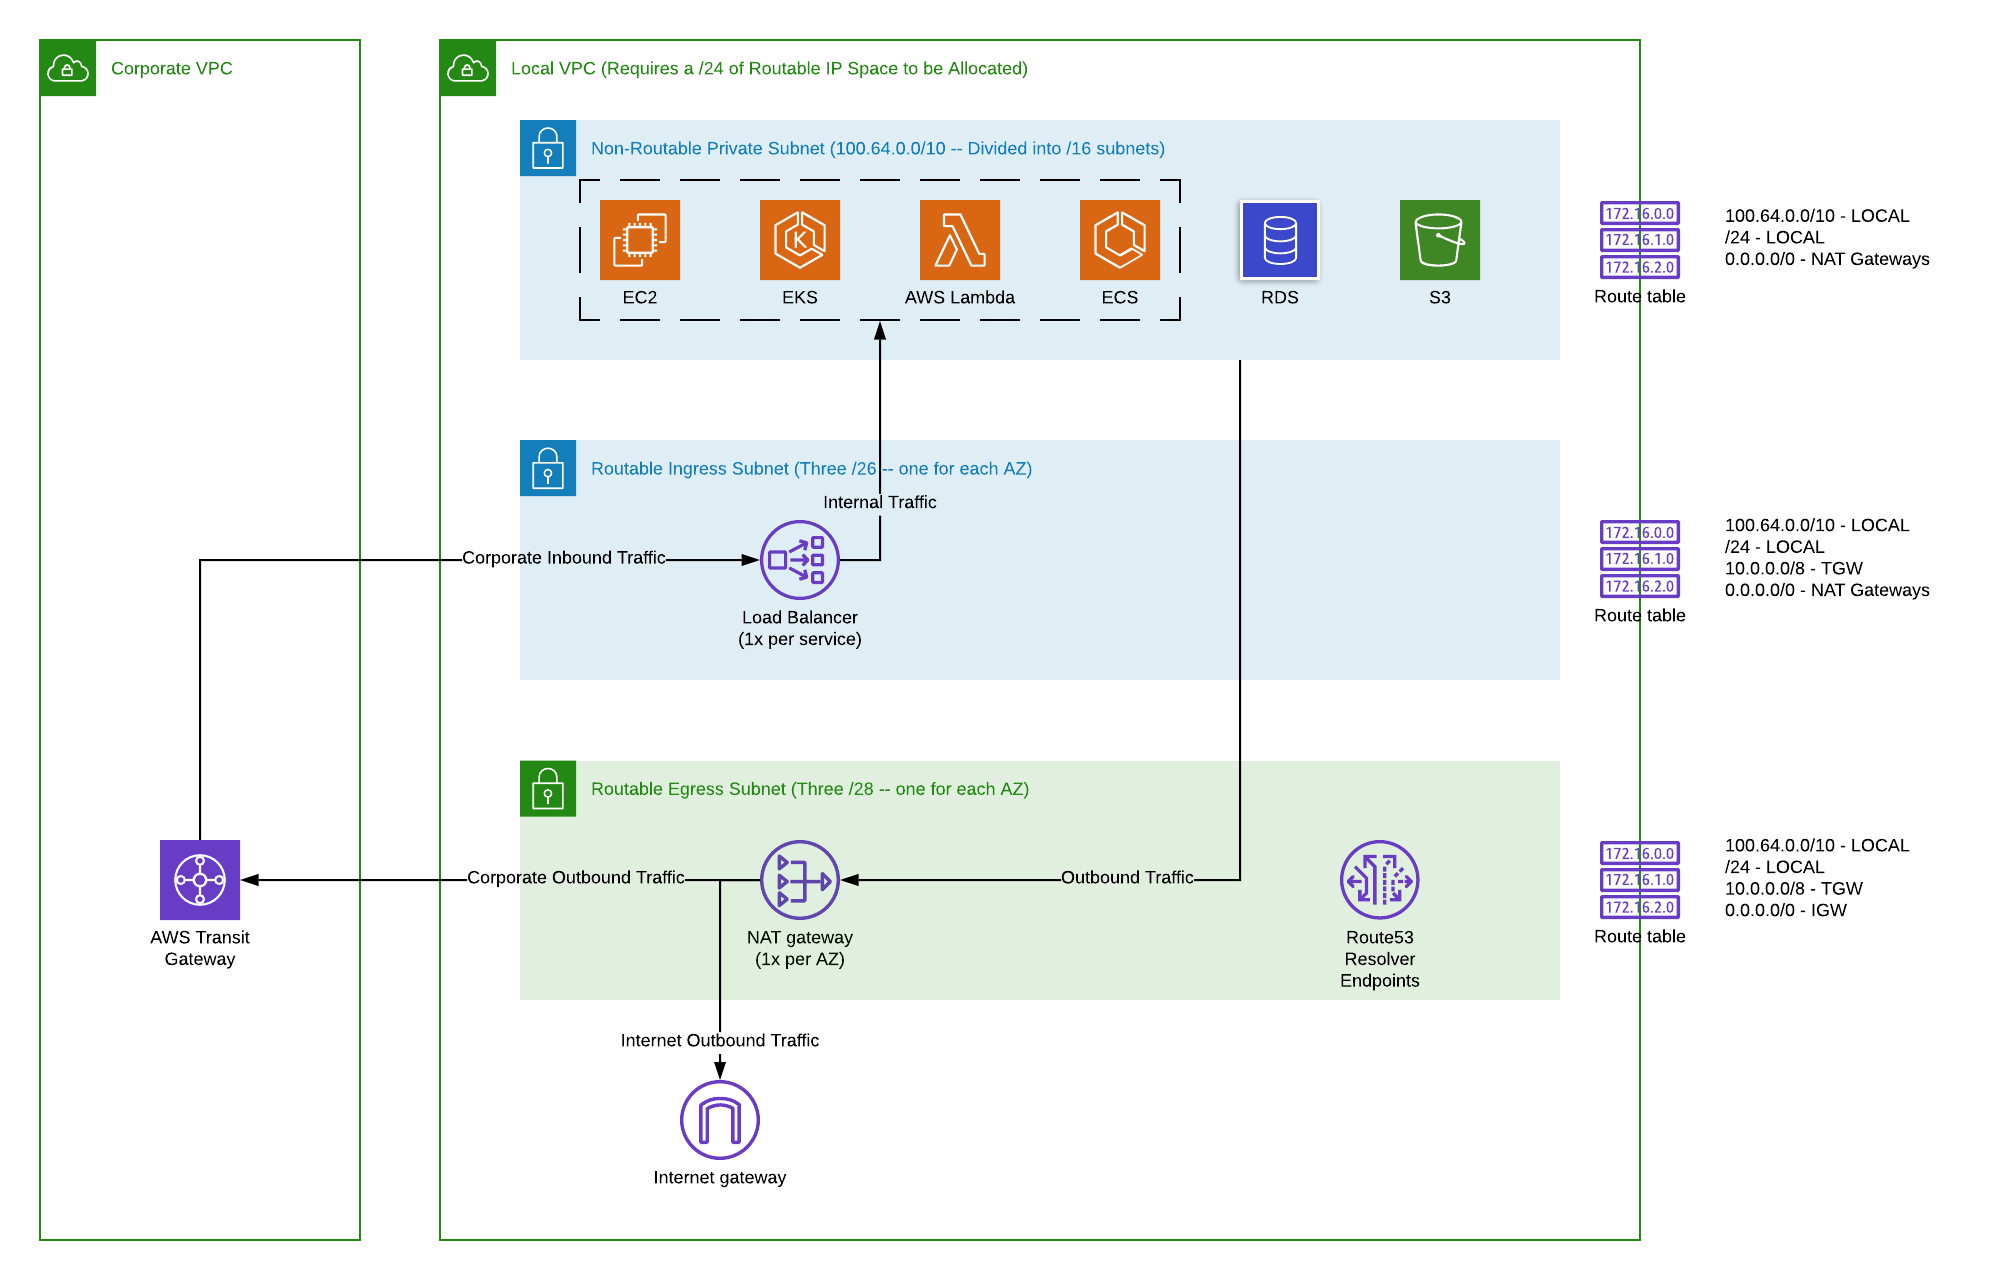 Corporate VPC
Local VPC (Requires a /24 of Routable IP Space to be Allocated)
Non-Routable Private Subnet (100.64.0.0/10 -- Divided into /16 subnets)
EC2
EKS
AWS Lambda
ECS
RDS
S3
172.16.0.0
172.16.1.0
172.16.2.0
Route table
100.64.0.0/10 - LOCAL
/24 - LOCAL
0.0.0.0/0 - NAT Gateways
Routable Ingress Subnet (Three /26 -- one for each AZ)
Internal Traffic
Corporate Inbound Traffic
Load Balancer
(1x per service)
172.16.0.0
172.16.1.0
172.16.2.0
Route table
100.64.0.0/10 - LOCAL
/24 - LOCAL
10.0.0.0/8 - TGW
0.0.0.0/0 - NAT Gateways
Routable Egress Subnet (Three /28 -- one for each AZ)
Corporate Outbound Traffic
Outbound Traffic
AWS Transit
Gateway
NAT gateway
(1x per AZ)
Route53
Resolver
Endpoints
172.16.0.0
172.16.1.0
172.16.2.0
Route table
100.64.0.0/10 - LOCAL
/24 - LOCAL
10.0.0.0/8 - TGW
0.0.0.0/0 - IGW
Internet Outbound Traffic
Internet gateway